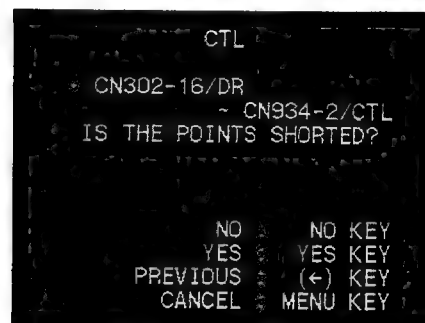 CTL
* CN302-16/DR
~ CN934-2/CTL
IS THE POINTS SHORTED?
NO * NO KEY
YES * YES KEY
PREVIOUS * (←) KEY
CANCEL * MENU KEY